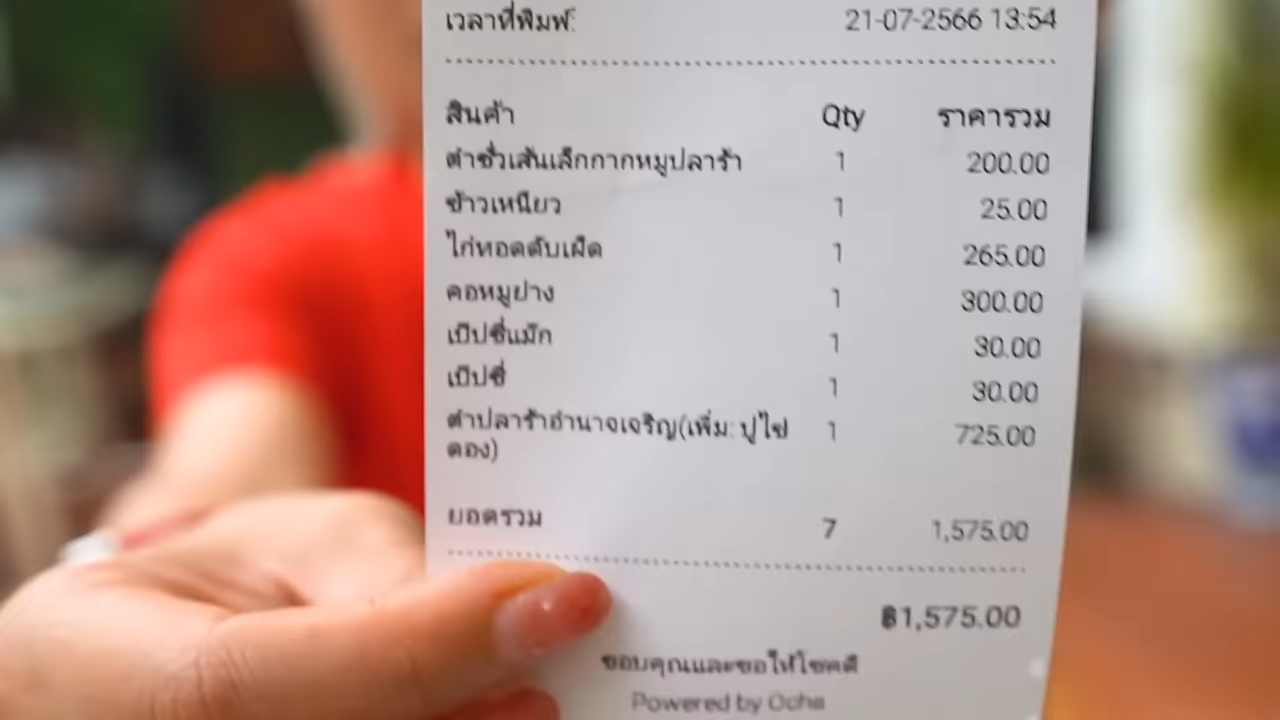 เวลาที่พิมพ์: 21-07-2566 13:54
สินค้า Qty ราคารวม
ตำซั่วเส้นเล็กกากหมูปลาร้า 1 200.00
ข้าวเหนียว 1 25.00
ไก่ทอดดับเผ็ด 1 265.00
คอหมูย่าง 1 300.00
เป๊ปซี่แม๊ก 1 30.00
เป๊ปซี่ 1 30.00
ตำปลาร้าอำนาจเจริญ(เพิ่ม: ปูไข่ 1 725.00
ดอง)
ยอดรวม 7 1,575.00
฿1,575.00
ขอบคุณและขอให้โชคดี
Powered by Ocha